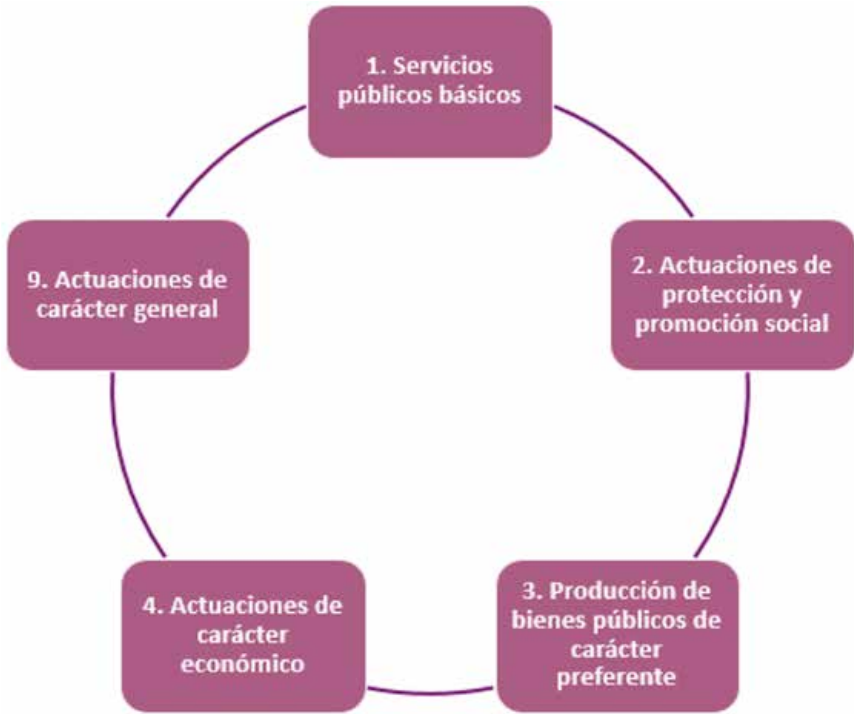 1. Servicios
públicos básicos
2. Actuaciones de
protección y
promoción social
3. Producción de
bienes públicos de
carácter
preferente
4. Actuaciones de
carácter
económico
9. Actuaciones de
carácter general